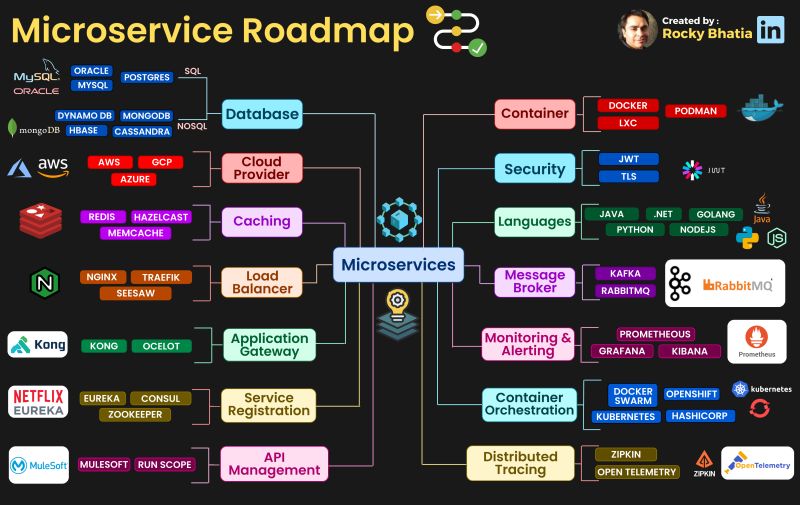 Microservice Roadmap
Created by :
Rocky Bhatia
in
MySQL
ORACLE
ORACLE
MYSQL
POSTGRES
SQL
mongoDB
DYNAMO DB
MONGODB
HBASE
CASSANDRA
NOSQL
Database
aws
AWS
GCP
AZURE
Cloud
Provider
REDIS
HAZELCAST
MEMCACHE
Caching
N
NGINX
TRAEFIK
SEESAW
Load
Balancer
Kong
KONG
OCELOT
Application
Gateway
NETFLIX
EUREKA
EUREKA
CONSUL
ZOOKEEPER
Service
Registration
MuleSoft
MULESOFT
RUN SCOPE
API
Management
Microservices
Container
DOCKER
LXC
PODMAN
Security
JWT
TLS
JWT
Languages
JAVA
.NET
GOLANG
PYTHON
NODEJS
Java
JS
Message
Broker
KAFKA
RABBITMQ
RabbitMQ
Monitoring &
Alerting
PROMETHEOUS
GRAFANA
KIBANA
Prometheus
Container
Orchestration
DOCKER
SWARM
OPENSHIFT
KUBERNETES
HASHICORP
kubernetes
Distributed
Tracing
ZIPKIN
OPEN TELEMETRY
ZIPKIN
OpenTelemetry